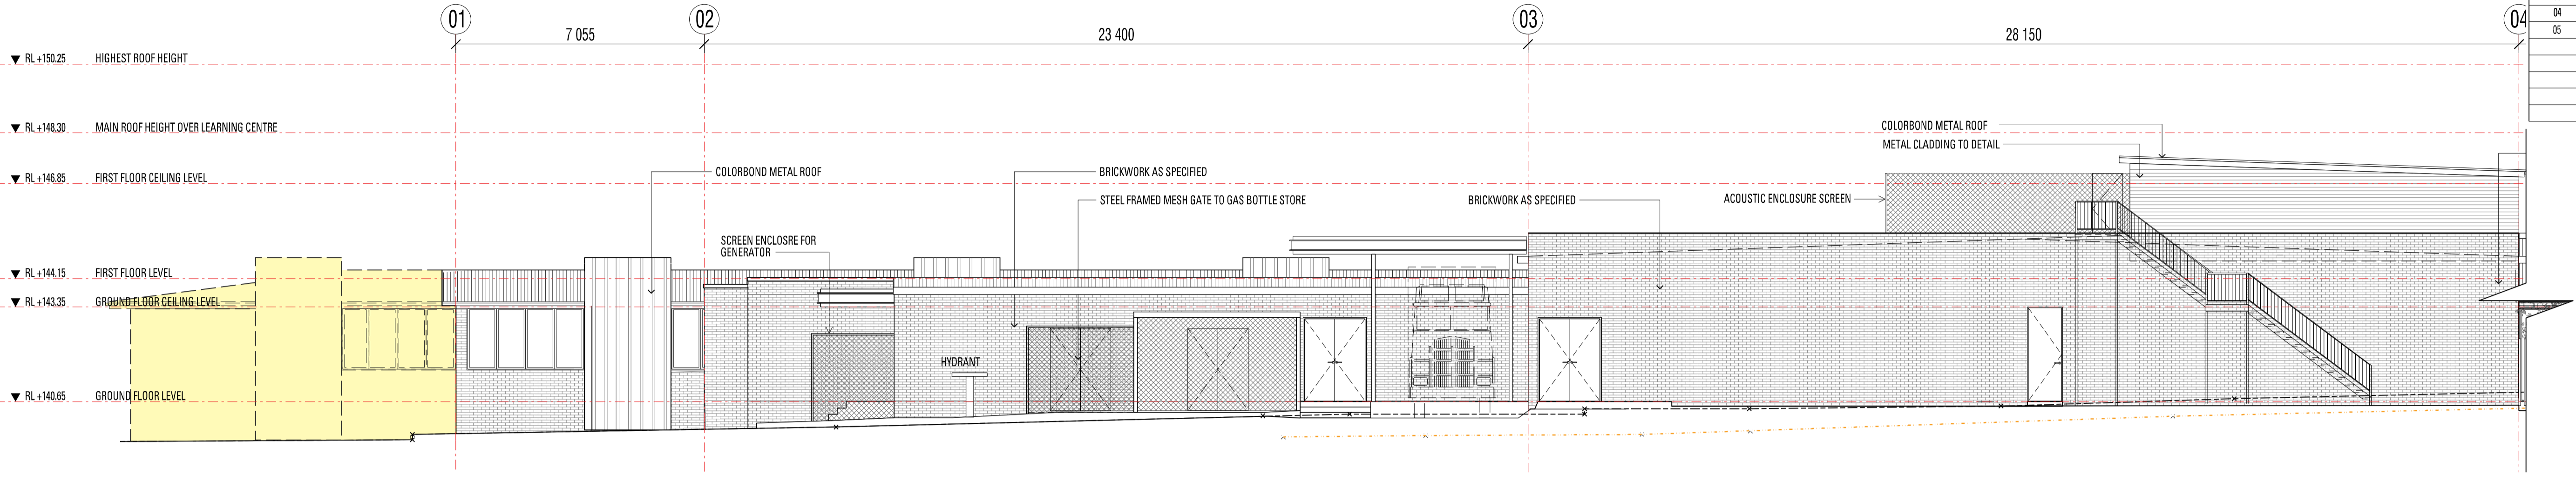 01
02
03
04
04
05
7 055
23 400
28 150
RL +150.25 HIGHEST ROOF HEIGHT
RL +148.30 MAIN ROOF HEIGHT OVER LEARNING CENTRE
COLORBOND METAL ROOF
METAL CLADDING TO DETAIL
RL +146.85 FIRST FLOOR CEILING LEVEL
COLORBOND METAL ROOF
BRICKWORK AS SPECIFIED
STEEL FRAMED MESH GATE TO GAS BOTTLE STORE
BRICKWORK AS SPECIFIED
ACOUSTIC ENCLOSURE SCREEN
SCREEN ENCLOSRE FOR
GENERATOR
RL +144.15 FIRST FLOOR LEVEL
RL +143.35 GROUND FLOOR CEILING LEVEL
HYDRANT
RL +140.65 GROUND FLOOR LEVEL